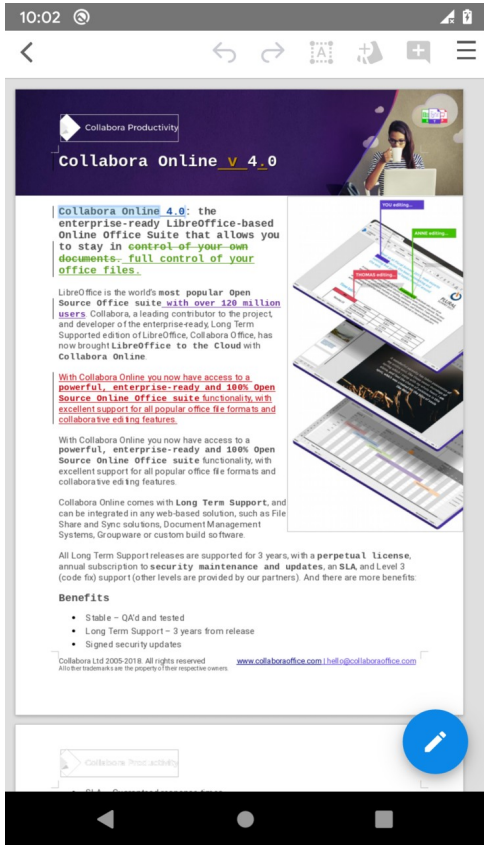 10:02
A
Collabora Productivity
Collabora Online v 4.0
Collabora Online 4.0: the
enterprise-ready LibreOffice-based
Online Office Suite that allows you
to stay in control of your own
documents. full control of your
office files.
YOU editing...
ANNE editing...
THOMAS editing...
LibreOffice is the world's most popular Open
Source Office suite with over 120 million
users. Collabora, a leading contributor to the project,
and developer of the enterprise-ready, Long Term
Supported edition of LibreOffice, Collabora Office, has
now brought LibreOffice to the Cloud with
Collabora Online.
With Collabora Online you now have access to a
powerful, enterprise-ready and 100% Open
Source Online Office suite functionality, with
excellent support for all popular office file formats and
collaborative editing features.
With Collabora Online you now have access to a
powerful, enterprise-ready and 100% Open
Source Online Office suite functionality, with
excellent support for all popular office file formats and
collaborative editing features.
Collabora Online comes with Long Term Support, and
can be integrated in any web-based solution, such as File
Share and Sync solutions, Document Management
Systems, Groupware or custom build software.
All Long Term Support releases are supported for 3 years, with a perpetual license,
annual subscription to security maintenance and updates, an SLA, and Level 3
(code fix) support (other levels are provided by our partners). And there are more benefits:
Benefits
• Stable – QA'd and tested
• Long Term Support – 3 years from release
• Signed security updates
Collabora Ltd 2005-2018. All rights reserved www.collaboraoffice.com | hello@collaboraoffice.com
All other trademarks are the property of their respective owners.
Collabora Productivity